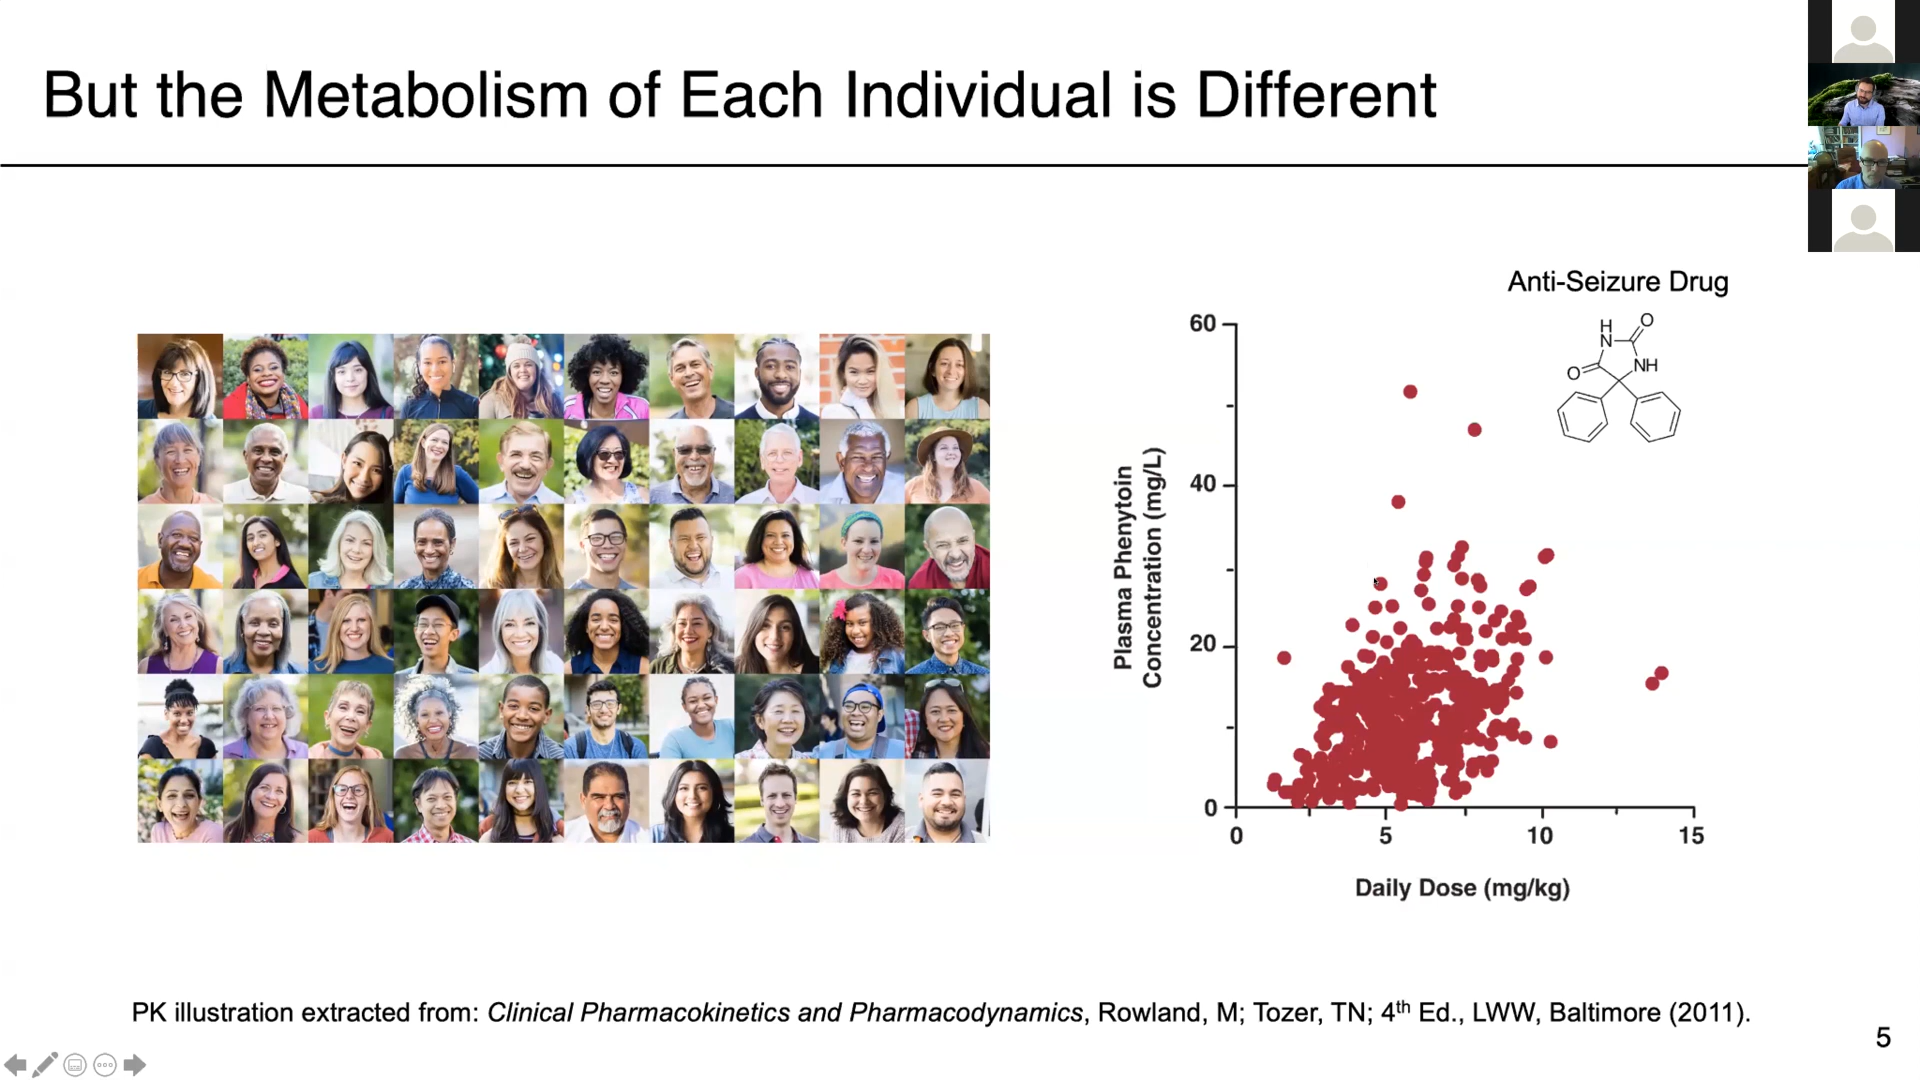 But the Metabolism of Each Individual is Different
Anti-Seizure Drug
H
N
O
O
NH
60
40
20
0
Plasma Phenytoin
Concentration (mg/L)
0 5 10 15
Daily Dose (mg/kg)
PK illustration extracted from: Clinical Pharmacokinetics and Pharmacodynamics, Rowland, M; Tozer, TN; 4th Ed., LWW, Baltimore (2011).
5